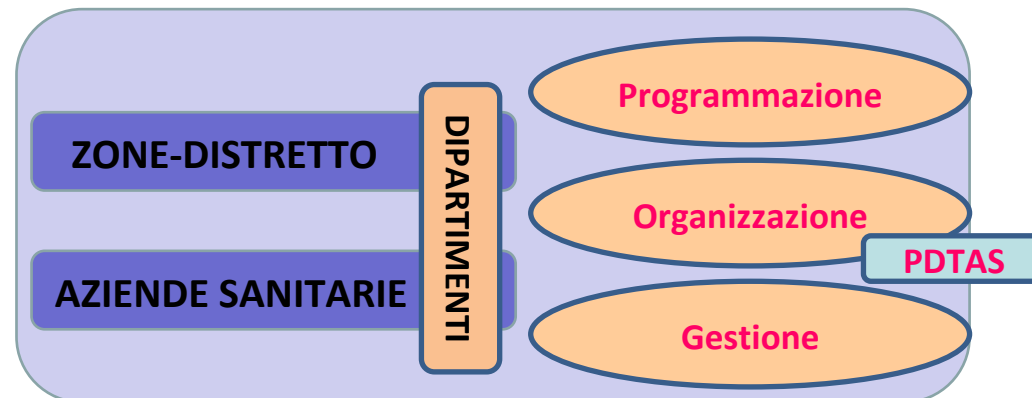 ZONE-DISTRETTO
AZIENDE SANITARIE
DIPARTIMENTI
Programmazione
Organizzazione
PDTAS
Gestione